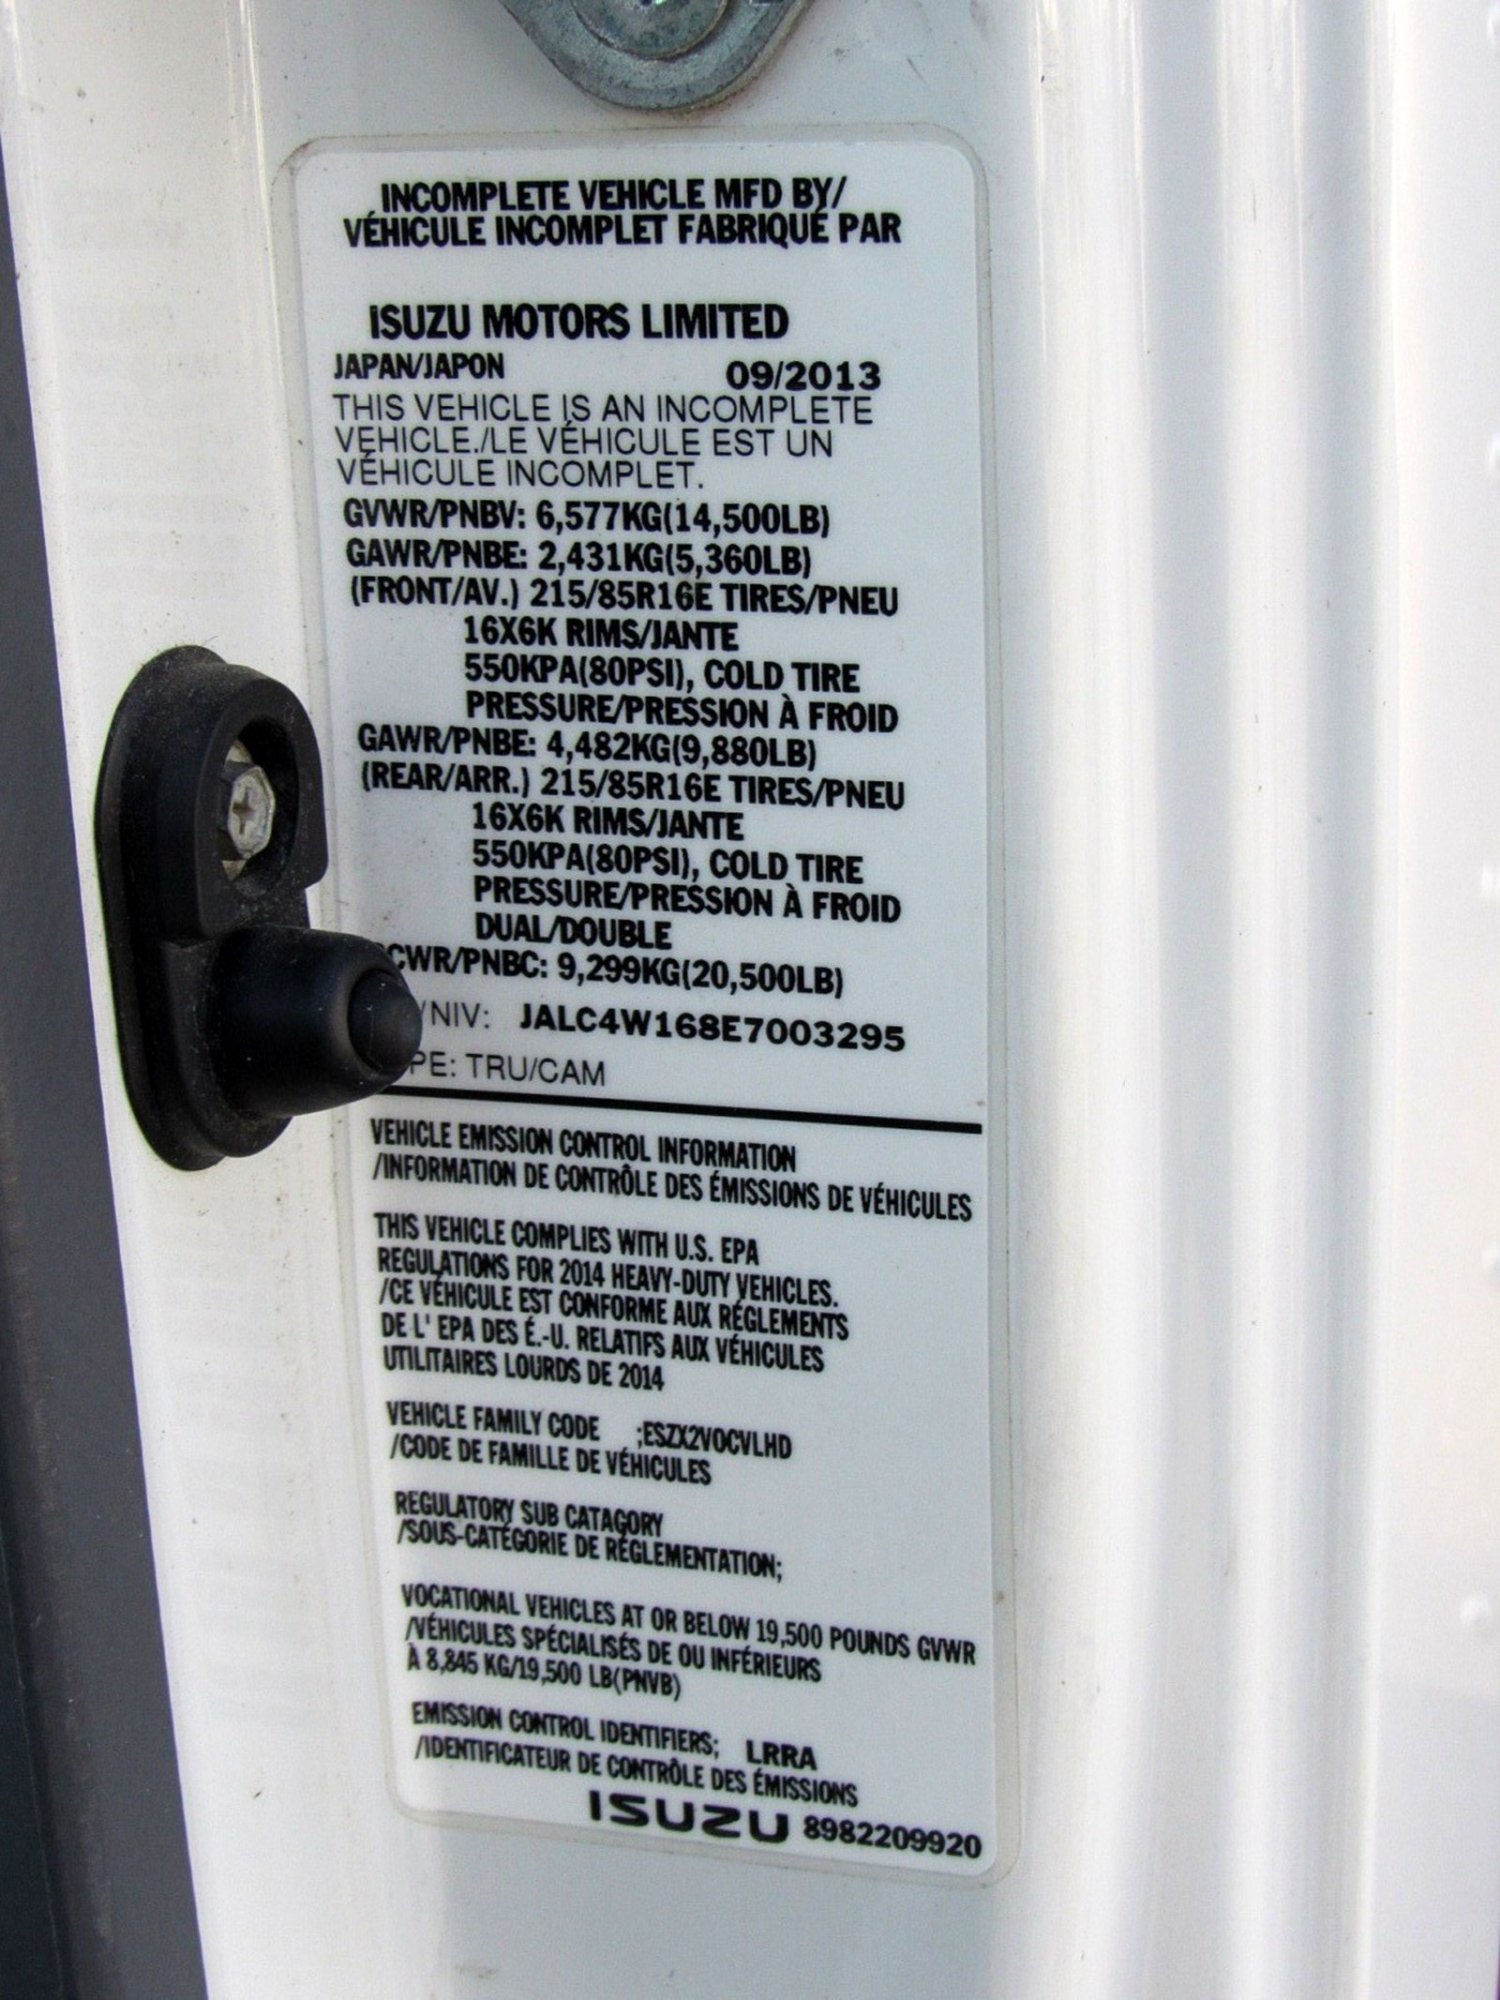 INCOMPLETE VEHICLE MFD BY/
VÉHICULE INCOMPLET FABRIQUÉ PAR
ISUZU MOTORS LIMITED
JAPAN/JAPON 09/2013
THIS VEHICLE IS AN INCOMPLETE
VEHICLE./LE VÉHICULE EST UN
VÉHICULE INCOMPLET.
GVWR/PNBV: 6,577KG(14,500LB)
GAWR/PNBE: 2,431KG(5,360LB)
(FRONT/AV.) 215/85R16E TIRES/PNEU
16X6K RIMS/JANTE
550KPA(80PSI), COLD TIRE
PRESSURE/PRESSION À FROID
GAWR/PNBE: 4,482KG(9,880LB)
(REAR/ARR.) 215/85R16E TIRES/PNEU
16X6K RIMS/JANTE
550KPA(80PSI), COLD TIRE
PRESSURE/PRESSION À FROID
DUAL/DOUBLE
CWR/PNBC: 9,299KG(20,500LB)
/NIV: JALC4W168E7003295
PE: TRU/CAM
VEHICLE EMISSION CONTROL INFORMATION
/INFORMATION DE CONTRÔLE DES ÉMISSIONS DE VÉHICULES
THIS VEHICLE COMPLIES WITH U.S. EPA
REGULATIONS FOR 2014 HEAVY-DUTY VEHICLES.
/CE VÉHICULE EST CONFORME AUX RÉGLEMENTS
DE L' EPA DES É.-U. RELATIFS AUX VÉHICULES
UTILITAIRES LOURDS DE 2014
VEHICLE FAMILY CODE ;ESZX2VOCVLHD
/CODE DE FAMILLE DE VÉHICULES
REGULATORY SUB CATAGORY
/SOUS-CATÉGORIE DE RÉGLEMENTATION;
VOCATIONAL VEHICLES AT OR BELOW 19,500 POUNDS GVWR
/VÉHICULES SPÉCIALISÉS DE OU INFÉRIEURS
À 8,845 KG/19,500 LB(PNVB)
EMISSION CONTROL IDENTIFIERS; LRRA
/IDENTIFICATEUR DE CONTRÔLE DES ÉMISSIONS
ISUZU 8982209920